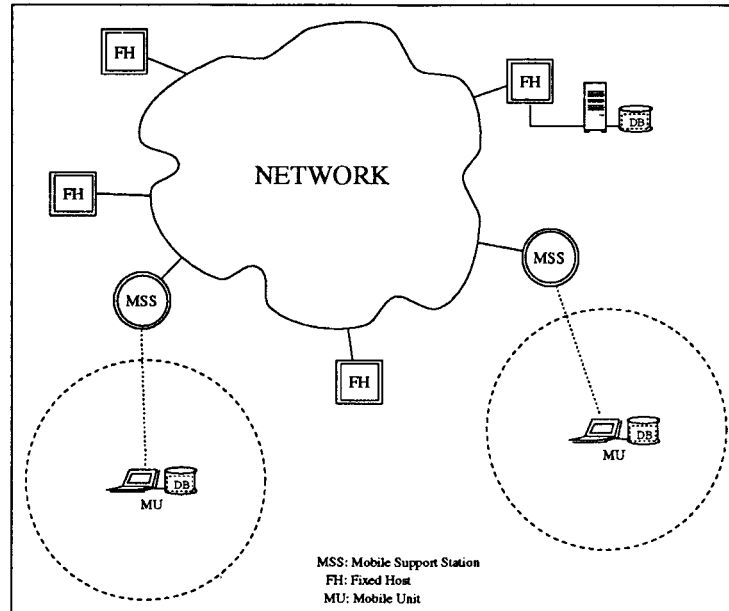 FH
FH
DB
NETWORK
FH
MSS
MSS
FH
DB
MU
DB
MU
MSS: Mobile Support Station
FH: Fixed Host
MU: Mobile Unit